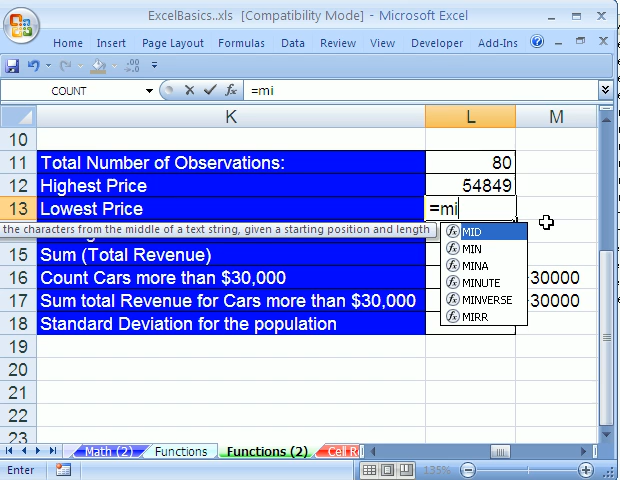 ExcelBasics..xls [Compatibility Mode] - Microsoft Excel
Home Insert Page Layout Formulas Data Review View Developer Add-Ins
COUNT fx =mi
K L M
10
11 Total Number of Observations: 80
12 Highest Price 54849
13 Lowest Price =mi
the characters from the middle of a text string, given a starting position and length
MID
MIN
MINA
MINUTE
MINVERSE
MIRR
15 Sum (Total Revenue)
16 Count Cars more than $30,000 30000
17 Sum total Revenue for Cars more than $30,000 30000
18 Standard Deviation for the population
19
20
21
22
23
Math (2) Functions Functions (2) Cell R
Enter 135%